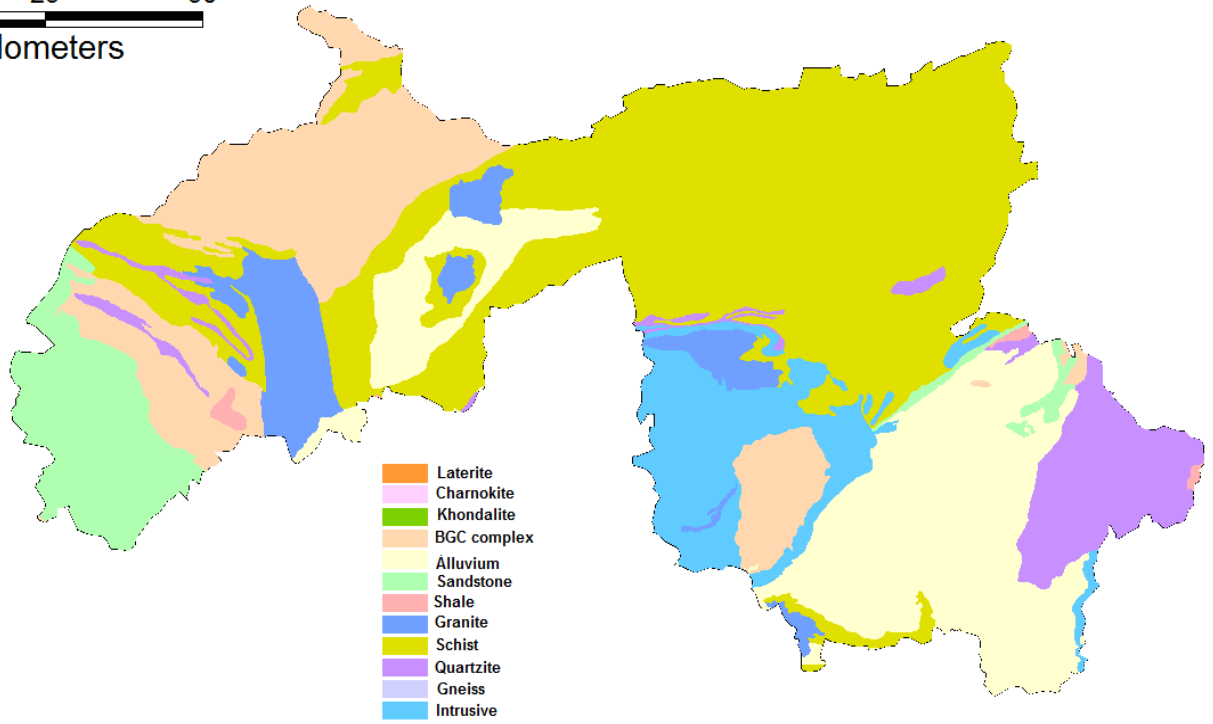 lometers
Laterite
Charnokite
Khondalite
BGC complex
Alluvium
Sandstone
Shale
Granite
Schist
Quartzite
Gneiss
Intrusive